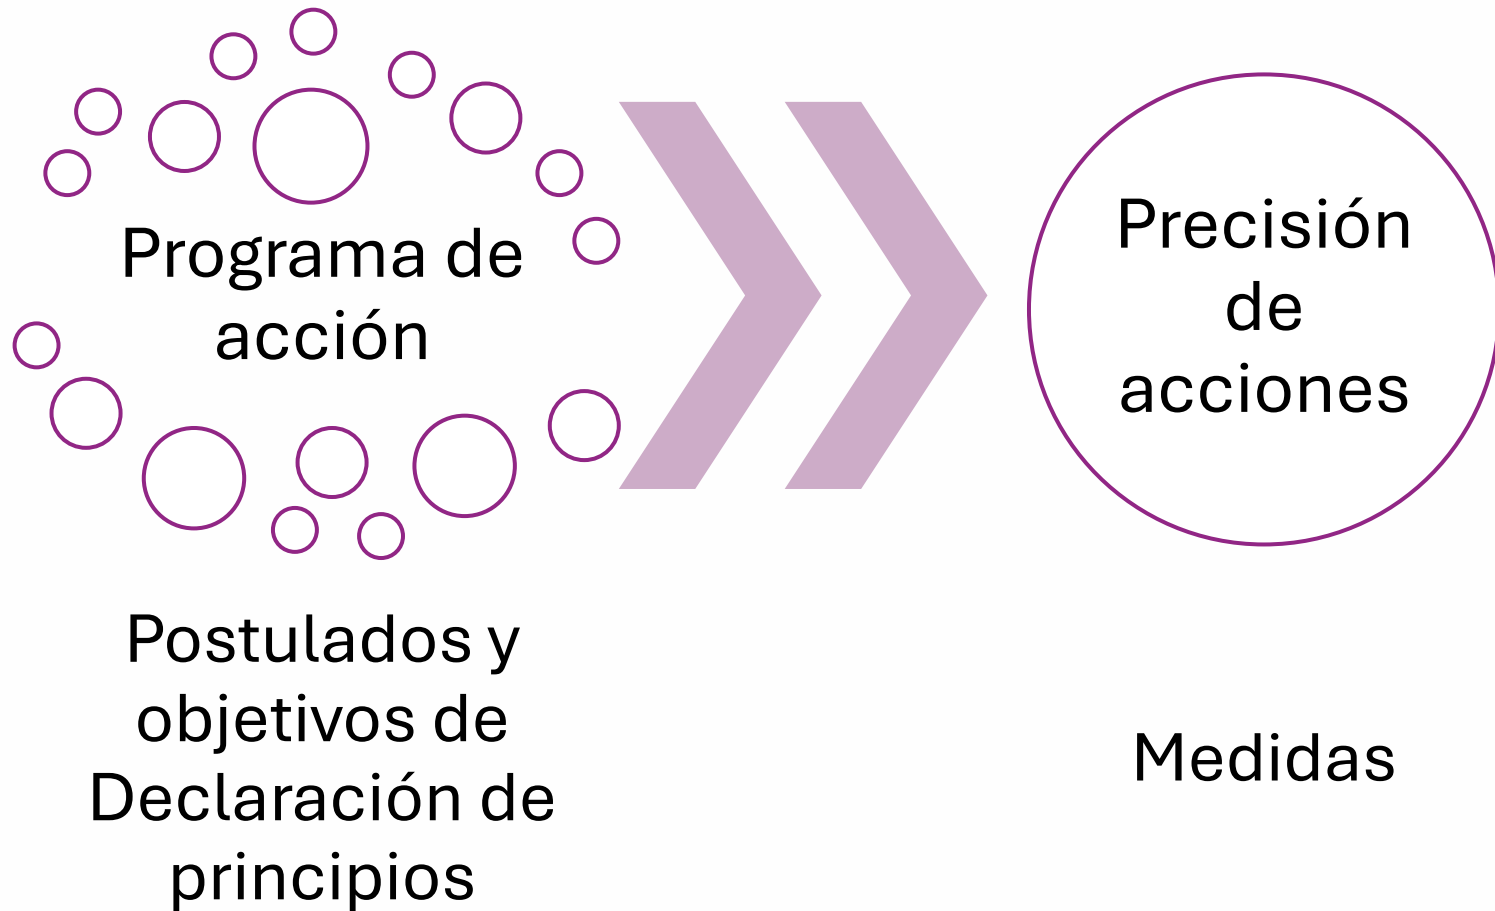 Programa de
acción
Precisión
de
acciones
Postulados y
objetivos de
Declaración de
principios
Medidas